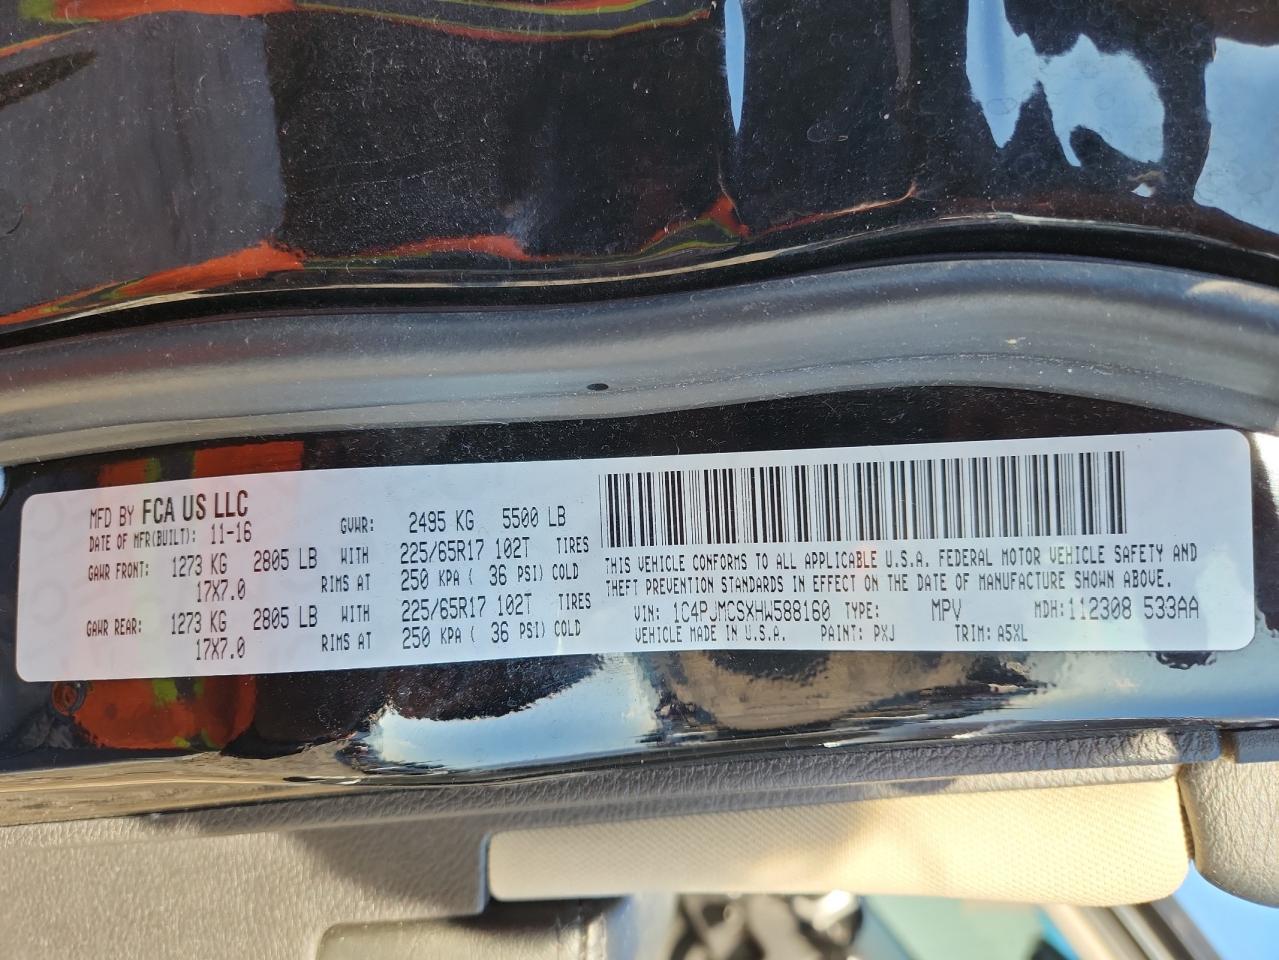 MFD BY FCA US LLC
DATE OF MFR(BUILT): 11-16 GVWR: 2495 KG 5500 LB
GAWR FRONT: 1273 KG 2805 LB WITH 225/65R17 102T TIRES
17X7.0 RIMS AT 250 KPA ( 36 PSI) COLD
GAWR REAR: 1273 KG 2805 LB WITH 225/65R17 102T TIRES
17X7.0 RIMS AT 250 KPA ( 36 PSI) COLD
THIS VEHICLE CONFORMS TO ALL APPLICABLE U.S.A. FEDERAL MOTOR VEHICLE SAFETY AND
THEFT PREVENTION STANDARDS IN EFFECT ON THE DATE OF MANUFACTURE SHOWN ABOVE.
VIN: 1C4PJMCSXHW588160 TYPE: MPV MDH: 112308 533AA
VEHICLE MADE IN U.S.A. PAINT: PXJ TRIM: A5XL